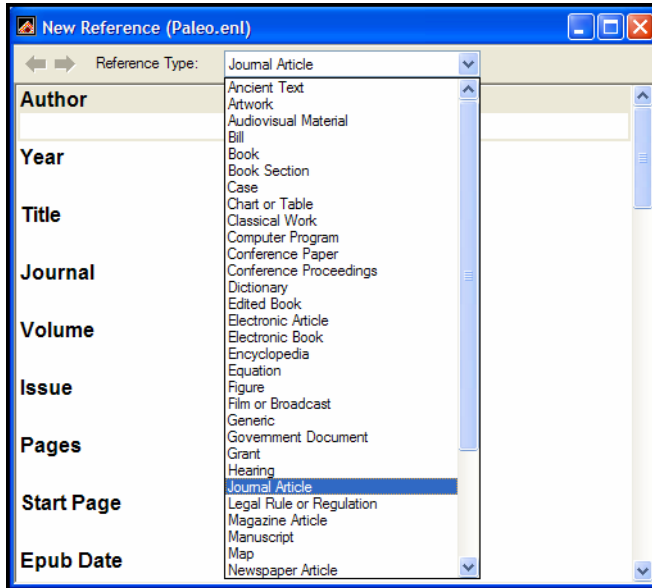 New Reference (Paleo.enl)
Reference Type: Journal Article
Author
Year
Title
Journal
Volume
Issue
Pages
Start Page
Epub Date
Ancient Text
Artwork
Audiovisual Material
Bill
Book
Book Section
Case
Chart or Table
Classical Work
Computer Program
Conference Paper
Conference Proceedings
Dictionary
Edited Book
Electronic Article
Electronic Book
Encyclopedia
Equation
Figure
Film or Broadcast
Generic
Government Document
Grant
Hearing
Journal Article
Legal Rule or Regulation
Magazine Article
Manuscript
Map
Newspaper Article